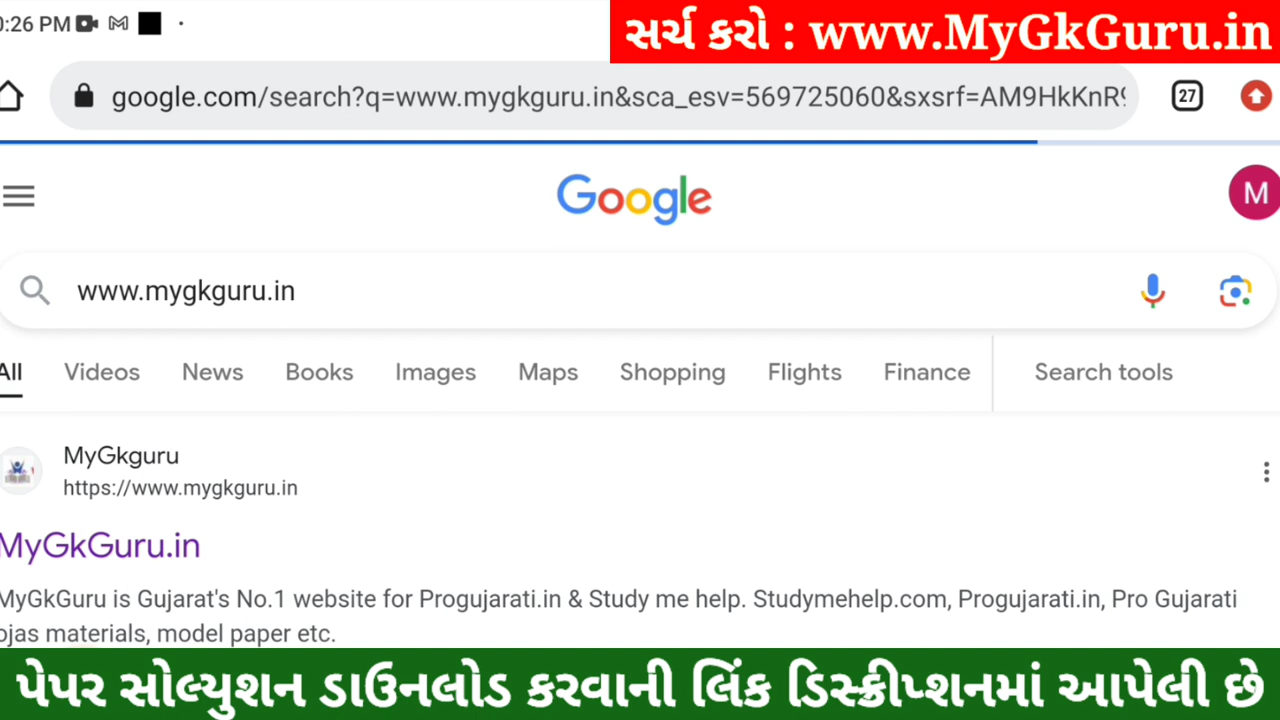 0:26 PM
સર્ચ કરો : www.MyGkGuru.in
google.com/search?q=www.mygkguru.in&sca_esv=569725060&sxsrf=AM9HkKnR9
27
Google
M
www.mygkguru.in
All Videos News Books Images Maps Shopping Flights Finance Search tools
MyGkguru
https://www.mygkguru.in
MyGkGuru.in
MyGkGuru is Gujarat's No.1 website for Progujarati.in & Study me help. Studymehelp.com, Progujarati.in, Pro Gujarati
ojas materials, model paper etc.
પેપર સોલ્યુશન ડાઉનલોડ કરવાની લિંક ડિસ્ક્રીપ્શનમાં આપેલી છે